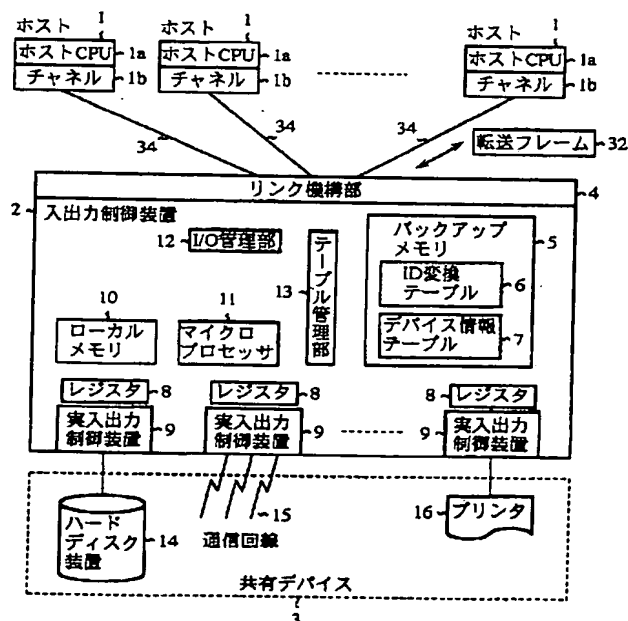 ホスト 1 ホスト 1 ホスト 1
ホストCPU 1a ホストCPU 1a ホストCPU 1a
チャネル 1b チャネル 1b チャネル 1b
34 34 34
転送フレーム 32
リンク機構部 4
2 入出力制御装置
12 I/O管理部
13 テーブル管理部
バックアップ
メモリ 5
ID変換
テーブル 6
デバイス情報
テーブル 7
10 11
ローカル
メモリ
マイクロ
プロセッサ
レジスタ 8 レジスタ 8 8 レジスタ
実入出力
制御装置 9
実入出力
制御装置 9
9 実入出力
制御装置
ハード
ディスク
装置 14
15
通信回線
16 プリンタ
共有デバイス
3